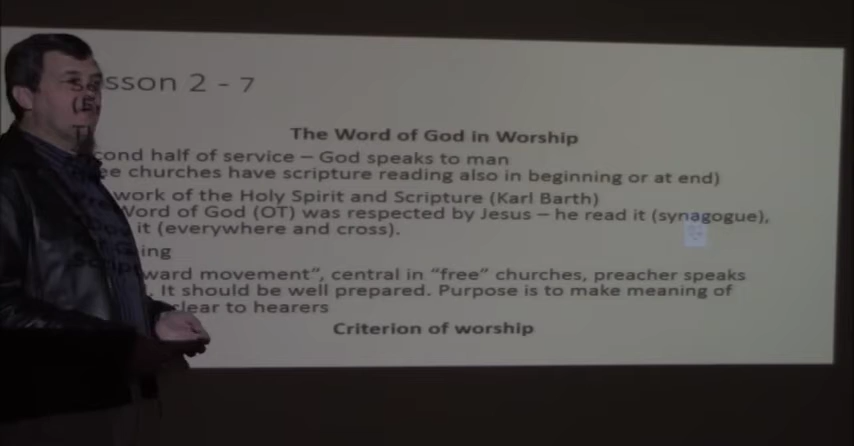 sson 2 - 7
The Word of God in Worship
cond half of service – God speaks to man
ee churches have scripture reading also in beginning or at end)
work of the Holy Spirit and Scripture (Karl Barth)
Word of God (OT) was respected by Jesus – he read it (synagogue),
it (everywhere and cross).
ing
ward movement", central in "free" churches, preacher speaks
. It should be well prepared. Purpose is to make meaning of
clear to hearers
Criterion of worship